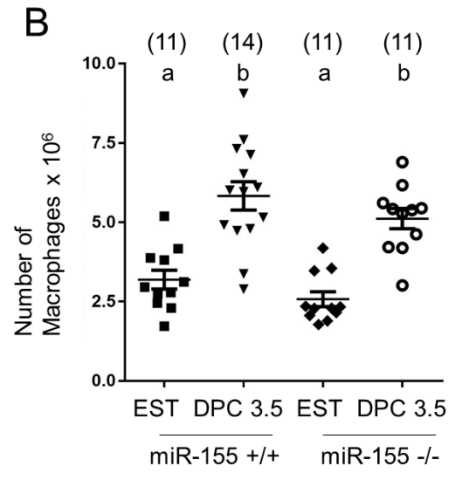 B
(11) (14) (11) (11)
a b a b
10.0
7.5
5.0
2.5
0.0
Number of
Macrophages x 10⁶
EST DPC 3.5 EST DPC 3.5
miR-155 +/+ miR-155 -/-